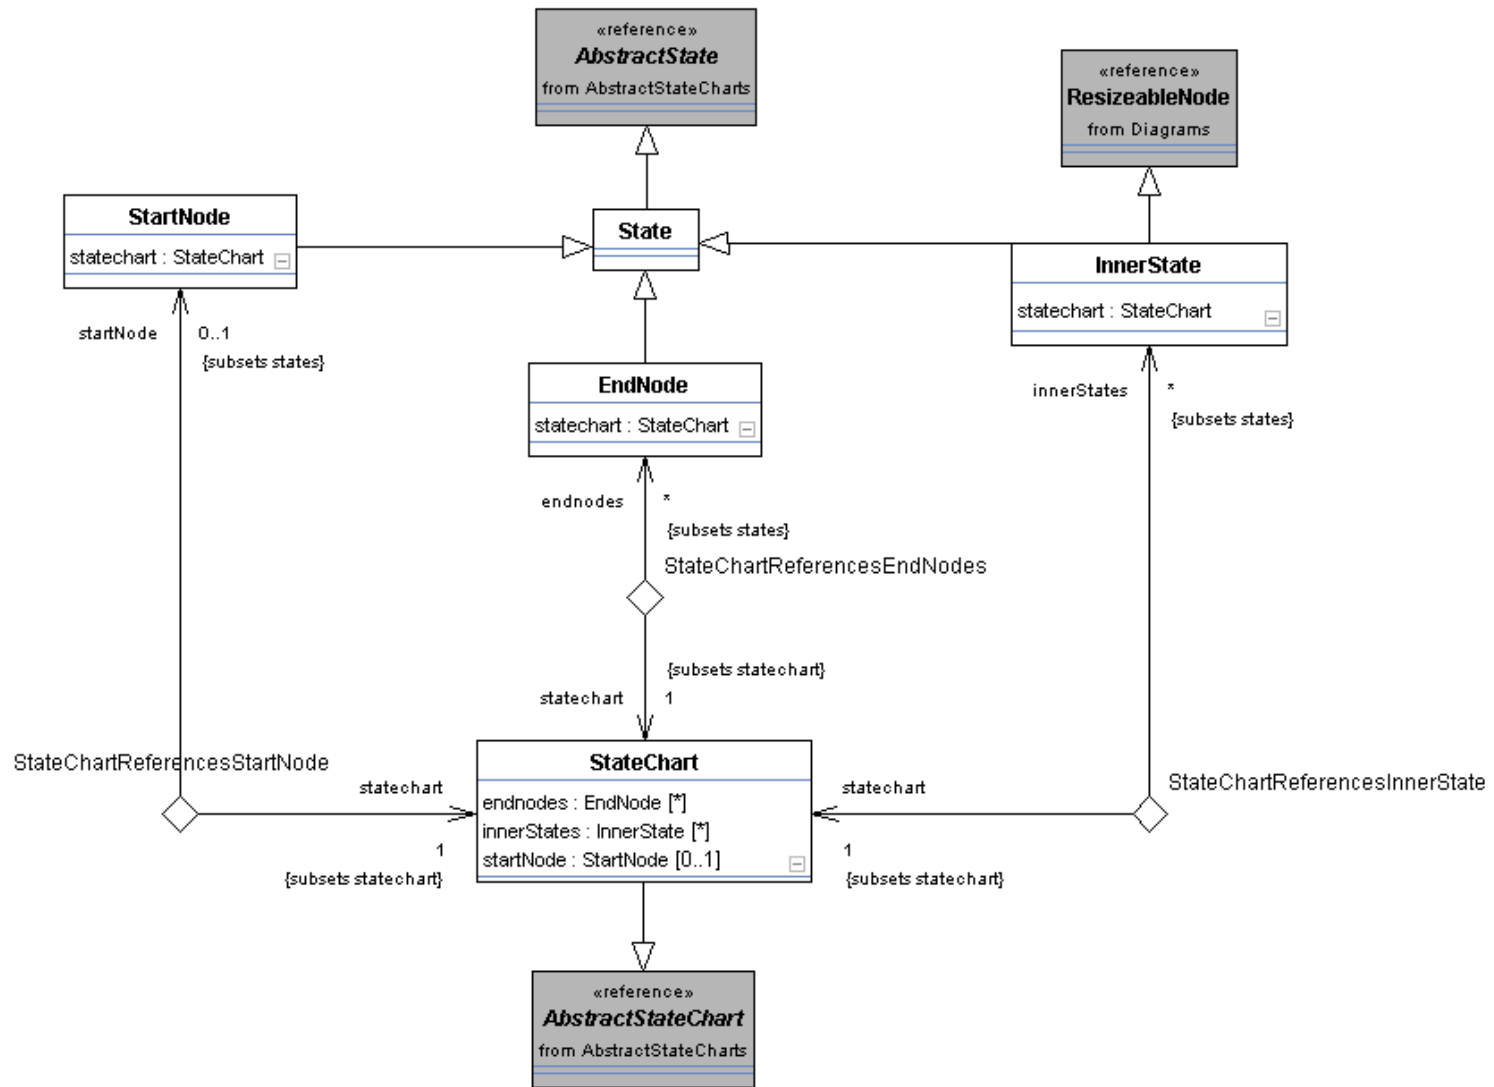 «reference»
AbstractState
from AbstractStateCharts
«reference»
ResizeableNode
from Diagrams
StartNode
statechart : StateChart
State
InnerState
statechart : StateChart
startNode
0..1
{subsets states}
EndNode
statechart : StateChart
innerStates
*
{subsets states}
endnodes
*
{subsets states}
StateChartReferencesEndNodes
{subsets statechart}
statechart
1
StateChartReferencesStartNode
statechart
1
{subsets statechart}
StateChart
endnodes : EndNode [*]
innerStates : InnerState [*]
startNode : StartNode [0..1]
statechart
1
{subsets statechart}
StateChartReferencesInnerState
«reference»
AbstractStateChart
from AbstractStateCharts